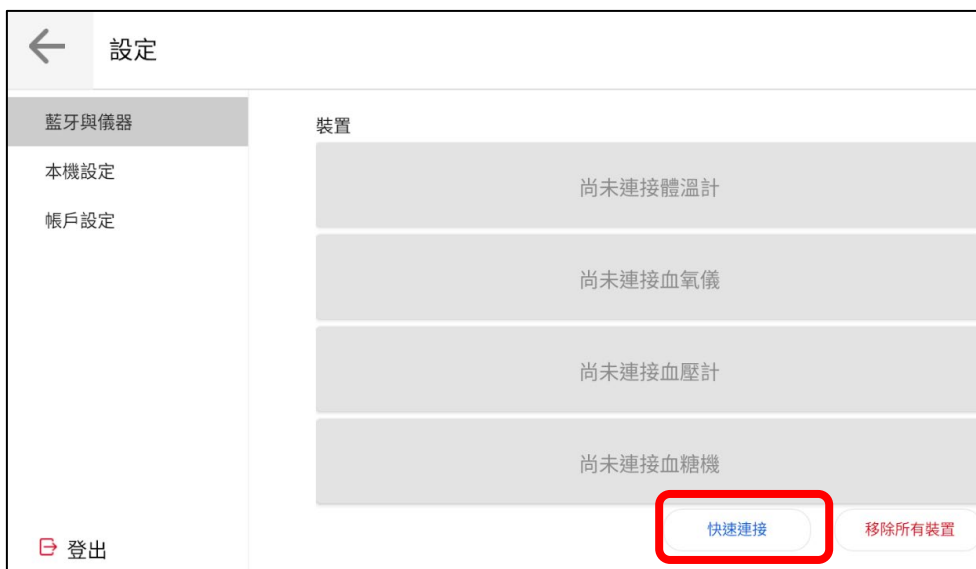 設定
藍牙與儀器
本機設定
帳戶設定
登出
裝置
尚未連接體溫計
尚未連接血氧儀
尚未連接血壓計
尚未連接血糖機
快速連接
移除所有裝置